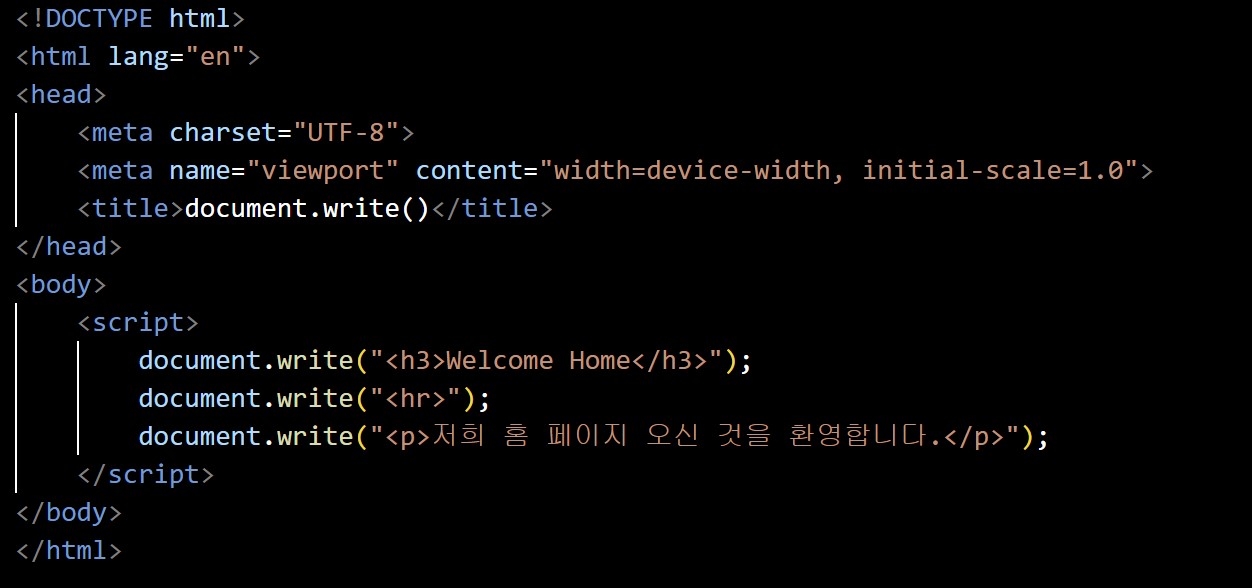 <!DOCTYPE html>
<html lang="en">
<head>
    <meta charset="UTF-8">
    <meta name="viewport" content="width=device-width, initial-scale=1.0">
    <title>document.write()</title>
</head>
<body>
    <script>
        document.write("<h3>Welcome Home</h3>");
        document.write("<hr>");
        document.write("<p>저희 홈 페이지 오신 것을 환영합니다.</p>");
    </script>
</body>
</html>